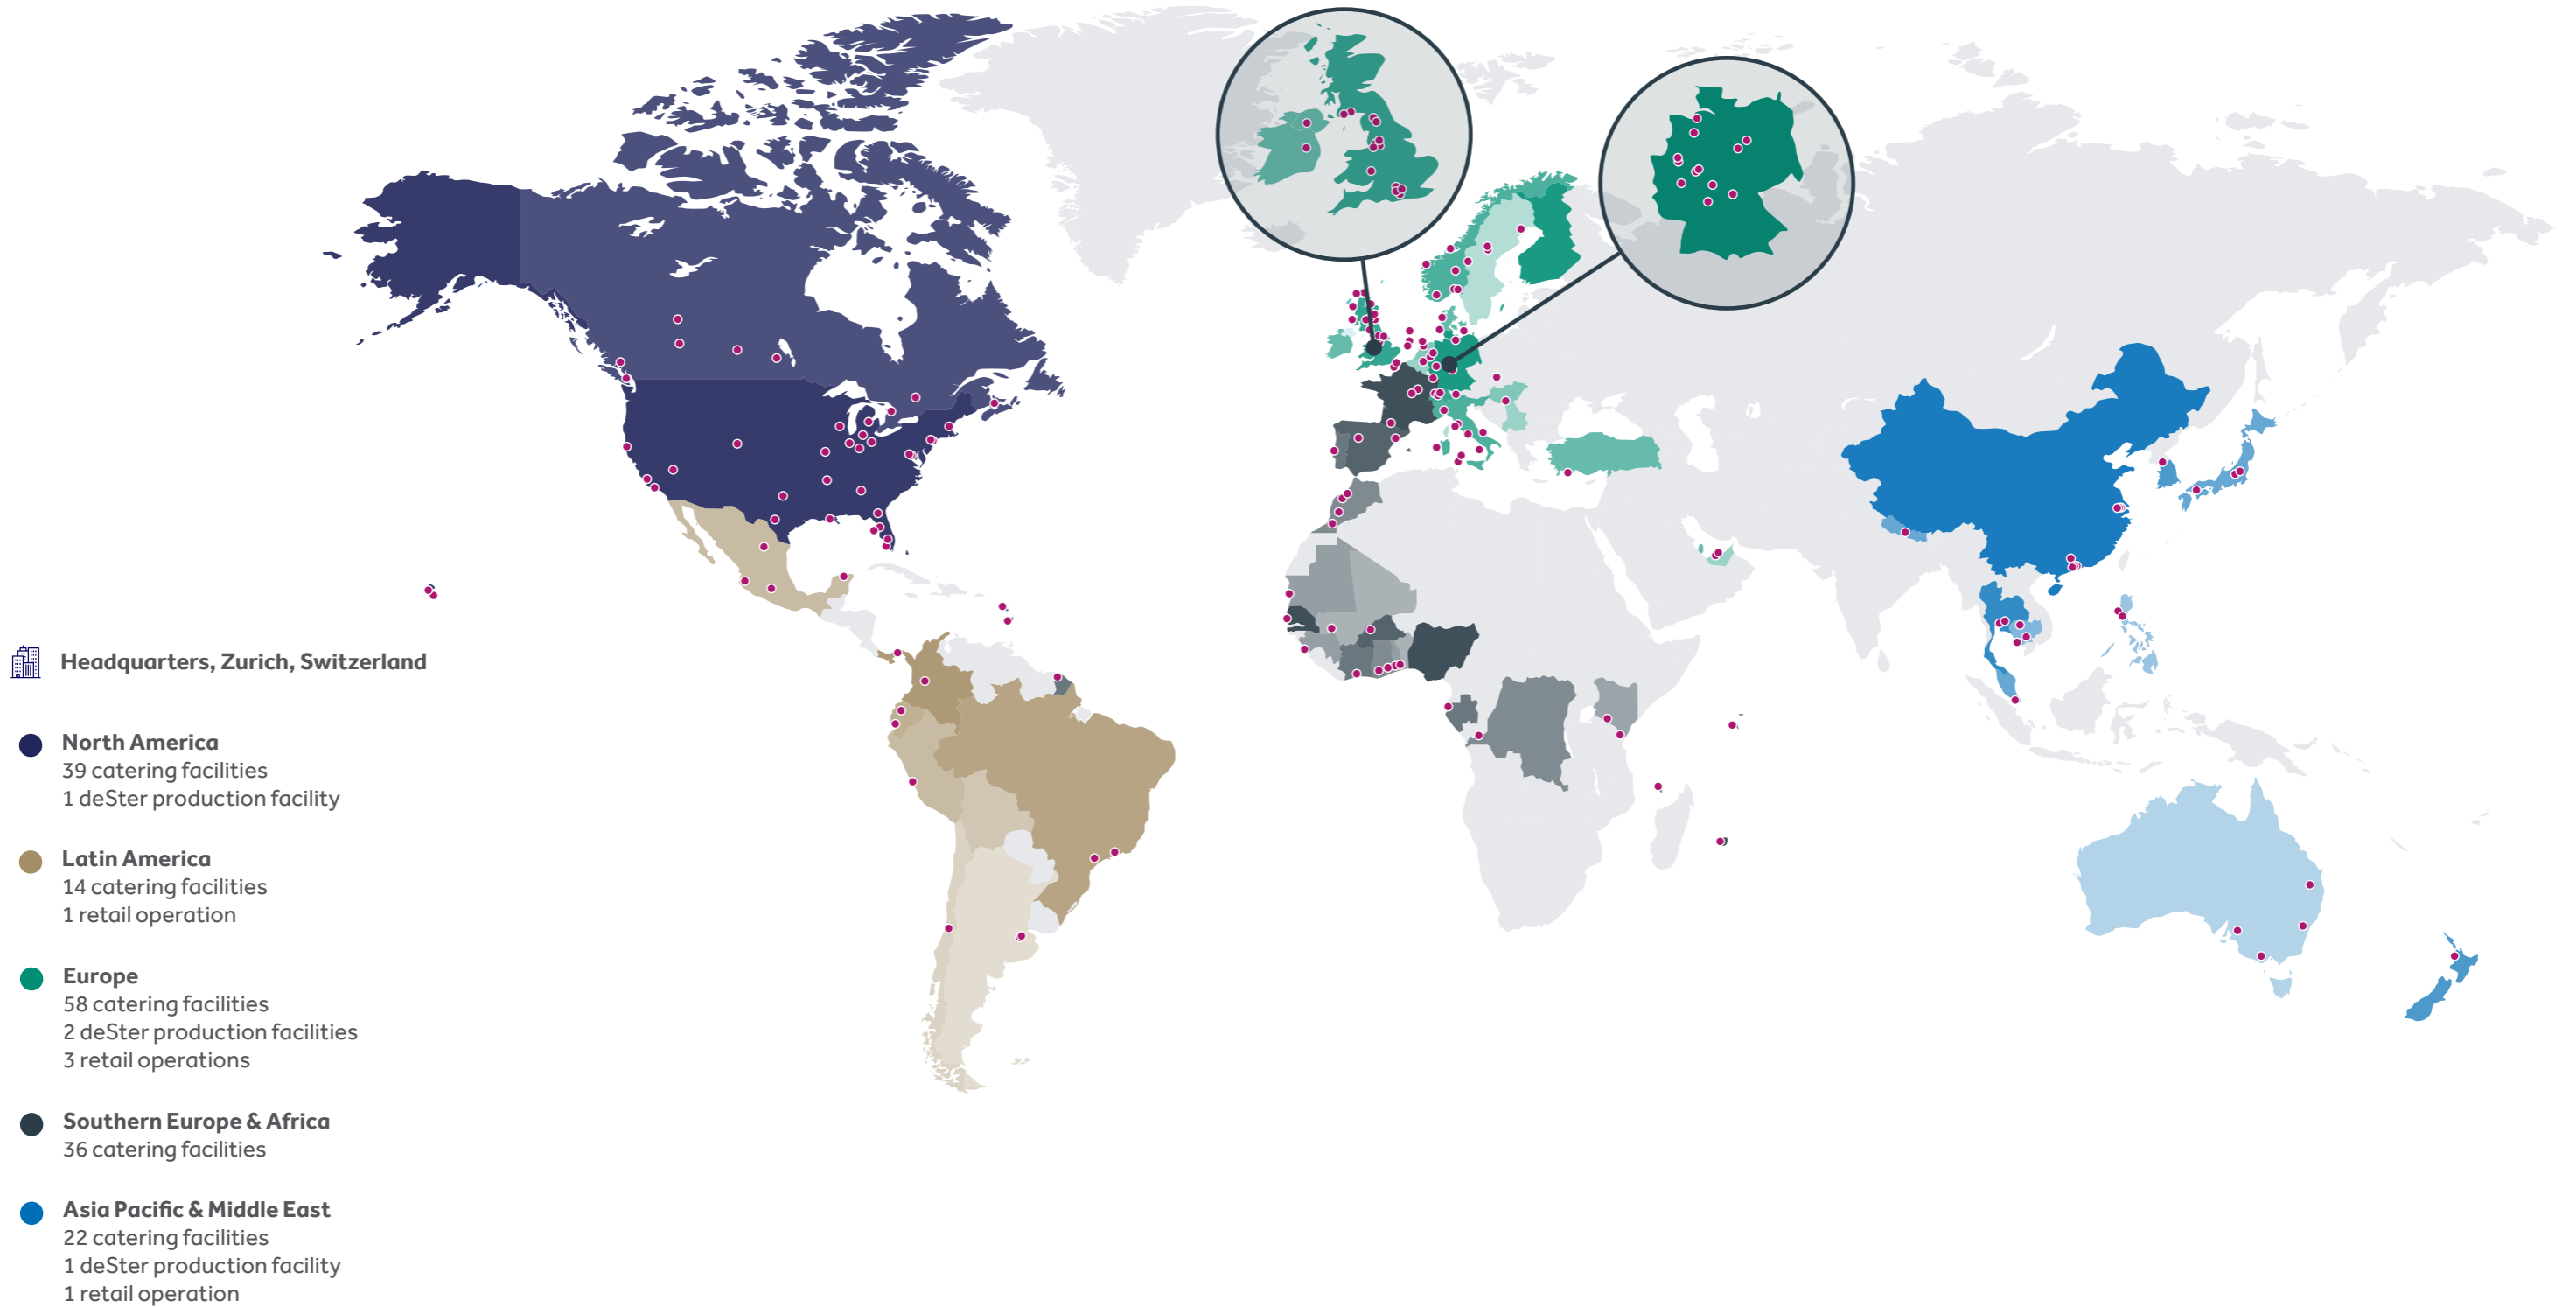 Headquarters, Zurich, Switzerland
North America
39 catering facilities
1 deSter production facility
Latin America
14 catering facilities
1 retail operation
Europe
58 catering facilities
2 deSter production facilities
3 retail operations
Southern Europe & Africa
36 catering facilities
Asia Pacific & Middle East
22 catering facilities
1 deSter production facility
1 retail operation